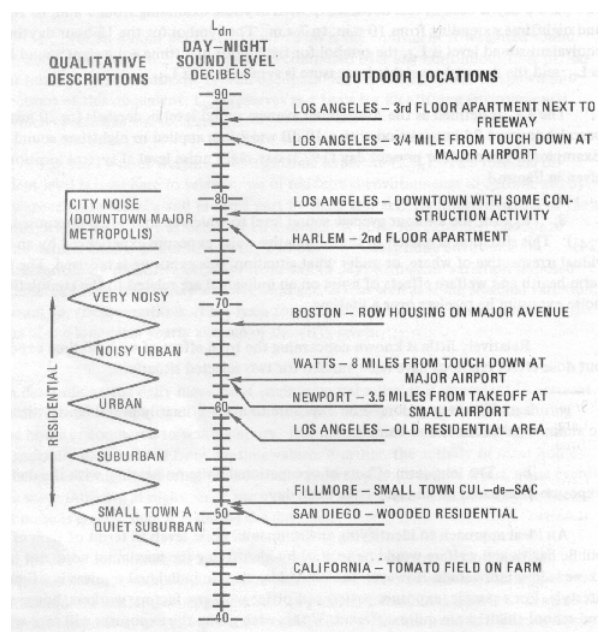 Ldn
DAY–NIGHT
SOUND LEVEL
DECIBELS
QUALITATIVE
DESCRIPTIONS
OUTDOOR LOCATIONS
–90–
LOS ANGELES – 3rd FLOOR APARTMENT NEXT TO
FREEWAY
LOS ANGELES – 3/4 MILE FROM TOUCH DOWN AT
MAJOR AIRPORT
CITY NOISE
(DOWNTOWN MAJOR
METROPOLIS)
–80–
LOS ANGELES – DOWNTOWN WITH SOME CON-
STRUCTION ACTIVITY
HARLEM – 2nd FLOOR APARTMENT
VERY NOISY
–70–
BOSTON – ROW HOUSING ON MAJOR AVENUE
NOISY URBAN
WATTS – 8 MILES FROM TOUCH DOWN AT
MAJOR AIRPORT
RESIDENTIAL
URBAN
NEWPORT – 3.5 MILES FROM TAKEOFF AT
SMALL AIRPORT
–60–
LOS ANGELES – OLD RESIDENTIAL AREA
SUBURBAN
FILLMORE – SMALL TOWN CUL-de-SAC
SMALL TOWN &
QUIET SUBURBAN
–50–
SAN DIEGO – WOODED RESIDENTIAL
CALIFORNIA – TOMATO FIELD ON FARM
–40–